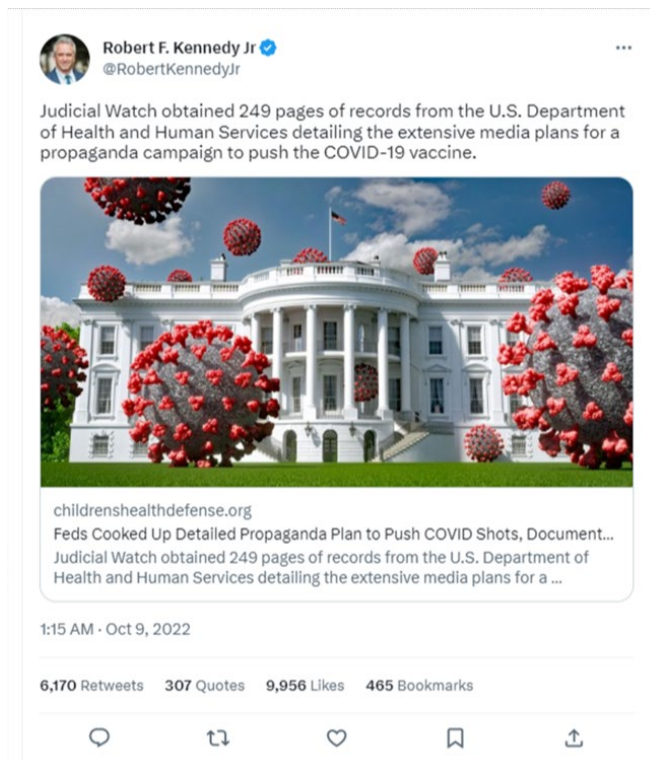 Robert F. Kennedy Jr
@RobertKennedyJr
Judicial Watch obtained 249 pages of records from the U.S. Department
of Health and Human Services detailing the extensive media plans for a
propaganda campaign to push the COVID-19 vaccine.
childrenshealthdefense.org
Feds Cooked Up Detailed Propaganda Plan to Push COVID Shots, Document...
Judicial Watch obtained 249 pages of records from the U.S. Department of
Health and Human Services detailing the extensive media plans for a ...
1:15 AM · Oct 9, 2022
6,170 Retweets 307 Quotes 9,956 Likes 465 Bookmarks